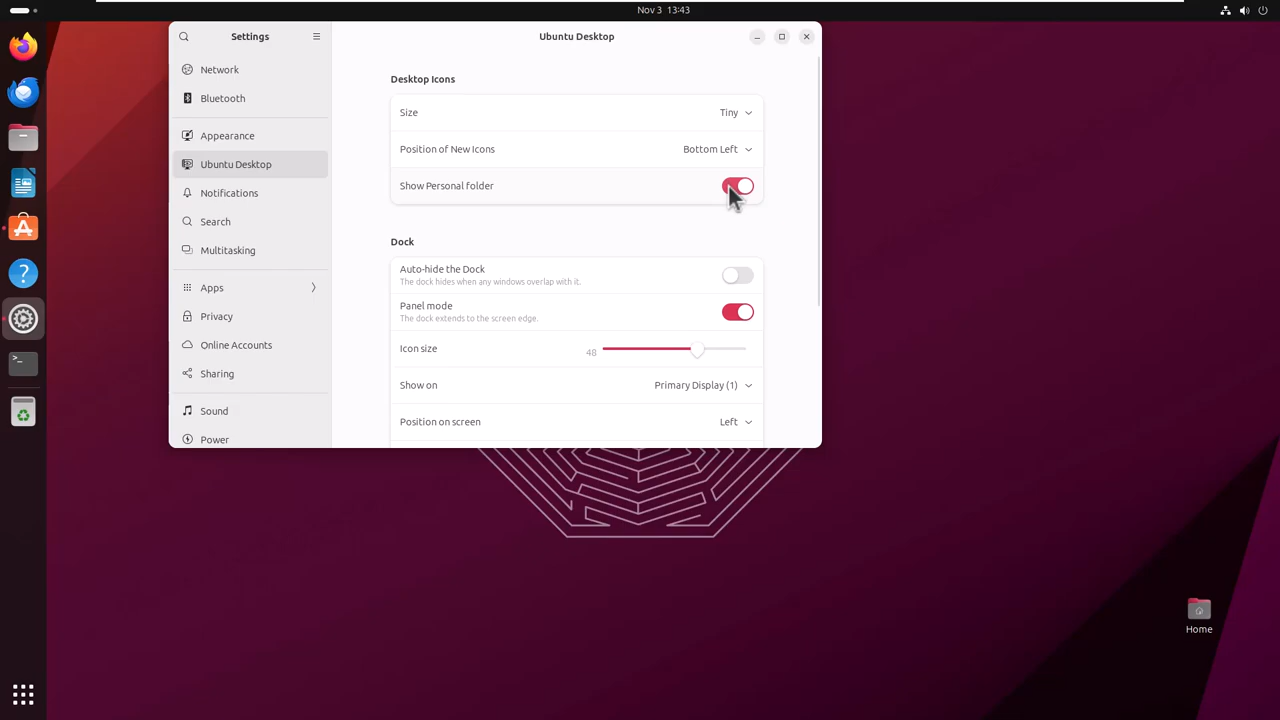 Nov 3 13:43
Settings
Ubuntu Desktop
Network
Bluetooth
Appearance
Ubuntu Desktop
Notifications
Search
Multitasking
Apps
Privacy
Online Accounts
Sharing
Sound
Power
Desktop Icons
Size Tiny
Position of New Icons Bottom Left
Show Personal folder
Dock
Auto-hide the Dock
The dock hides when any windows overlap with it.
Panel mode
The dock extends to the screen edge.
Icon size 48
Show on Primary Display (1)
Position on screen Left
Home